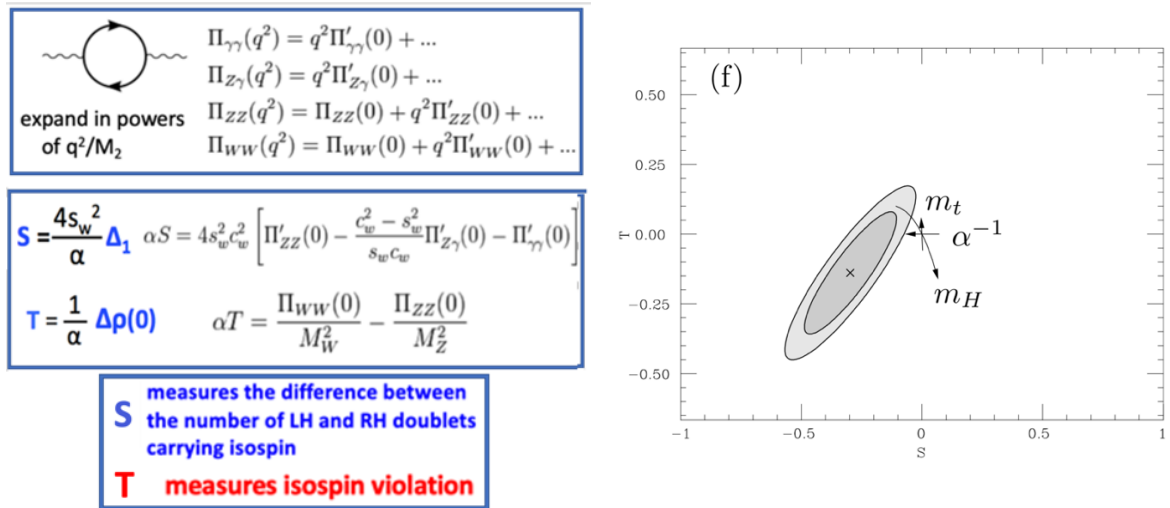 Π_γγ(q²) = q²Π′_γγ(0) + ...
Π_Zγ(q²) = q²Π′_Zγ(0) + ...
Π_ZZ(q²) = Π_ZZ(0) + q²Π′_ZZ(0) + ...
Π_WW(q²) = Π_WW(0) + q²Π′_WW(0) + ...
expand in powers
of q²/M₂
S = 4s_w²/α Δ₁
αS = 4s_w²c_w² [Π′_ZZ(0) − (c_w² − s_w²)/(s_w c_w) Π′_Zγ(0) − Π′_γγ(0)]
T = 1/α Δρ(0)
αT = Π_WW(0)/M_W² − Π_ZZ(0)/M_Z²
S
measures the difference between
the number of LH and RH doublets
carrying isospin
T measures isospin violation
(f)
0.50
0.25
0.00
−0.25
−0.50
T
m_t
α⁻¹
m_H
−1
−0.5
0
0.5
1
S